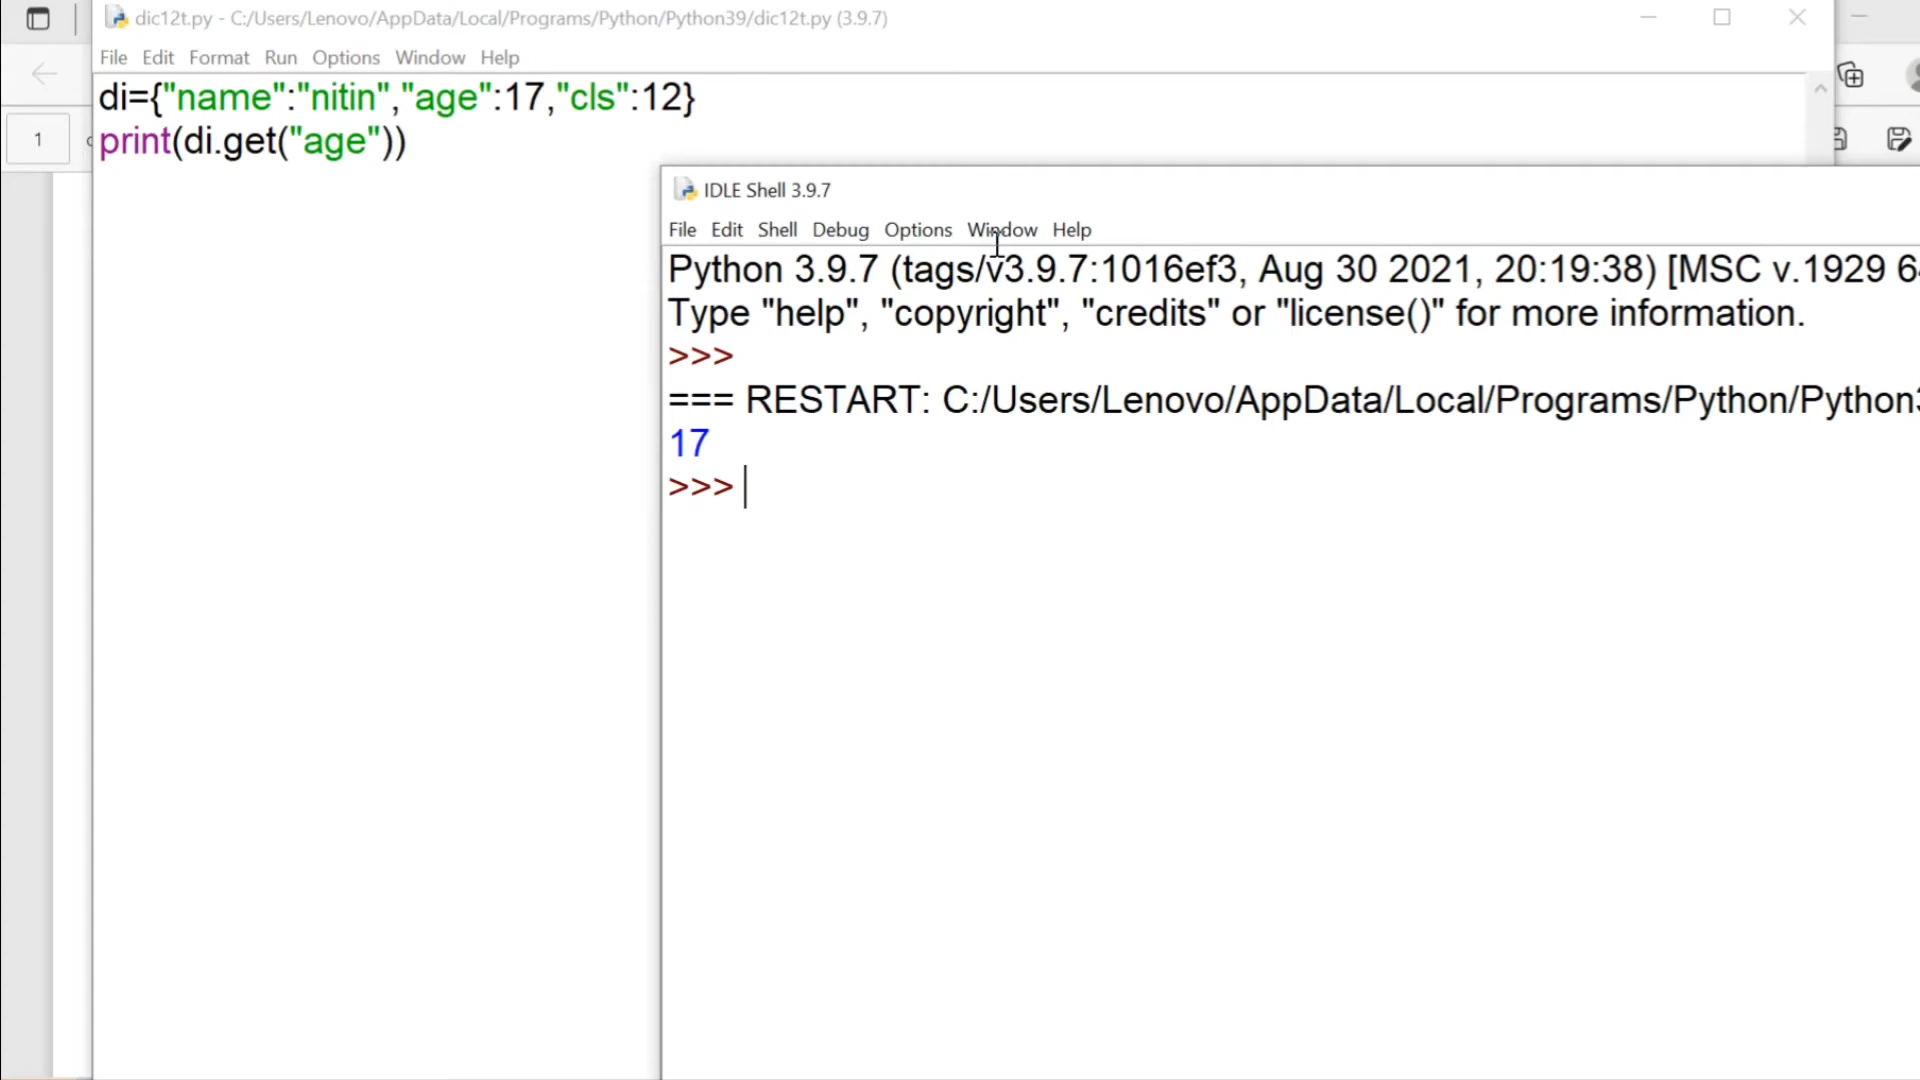 dic12t.py - C:/Users/Lenovo/AppData/Local/Programs/Python/Python39/dic12t.py (3.9.7)
File Edit Format Run Options Window Help
di={"name":"nitin","age":17,"cls":12}
print(di.get("age"))
1
IDLE Shell 3.9.7
File Edit Shell Debug Options Window Help
Python 3.9.7 (tags/v3.9.7:1016ef3, Aug 30 2021, 20:19:38) [MSC v.1929 6
Type "help", "copyright", "credits" or "license()" for more information.
>>>
=== RESTART: C:/Users/Lenovo/AppData/Local/Programs/Python/Python3
17
>>>